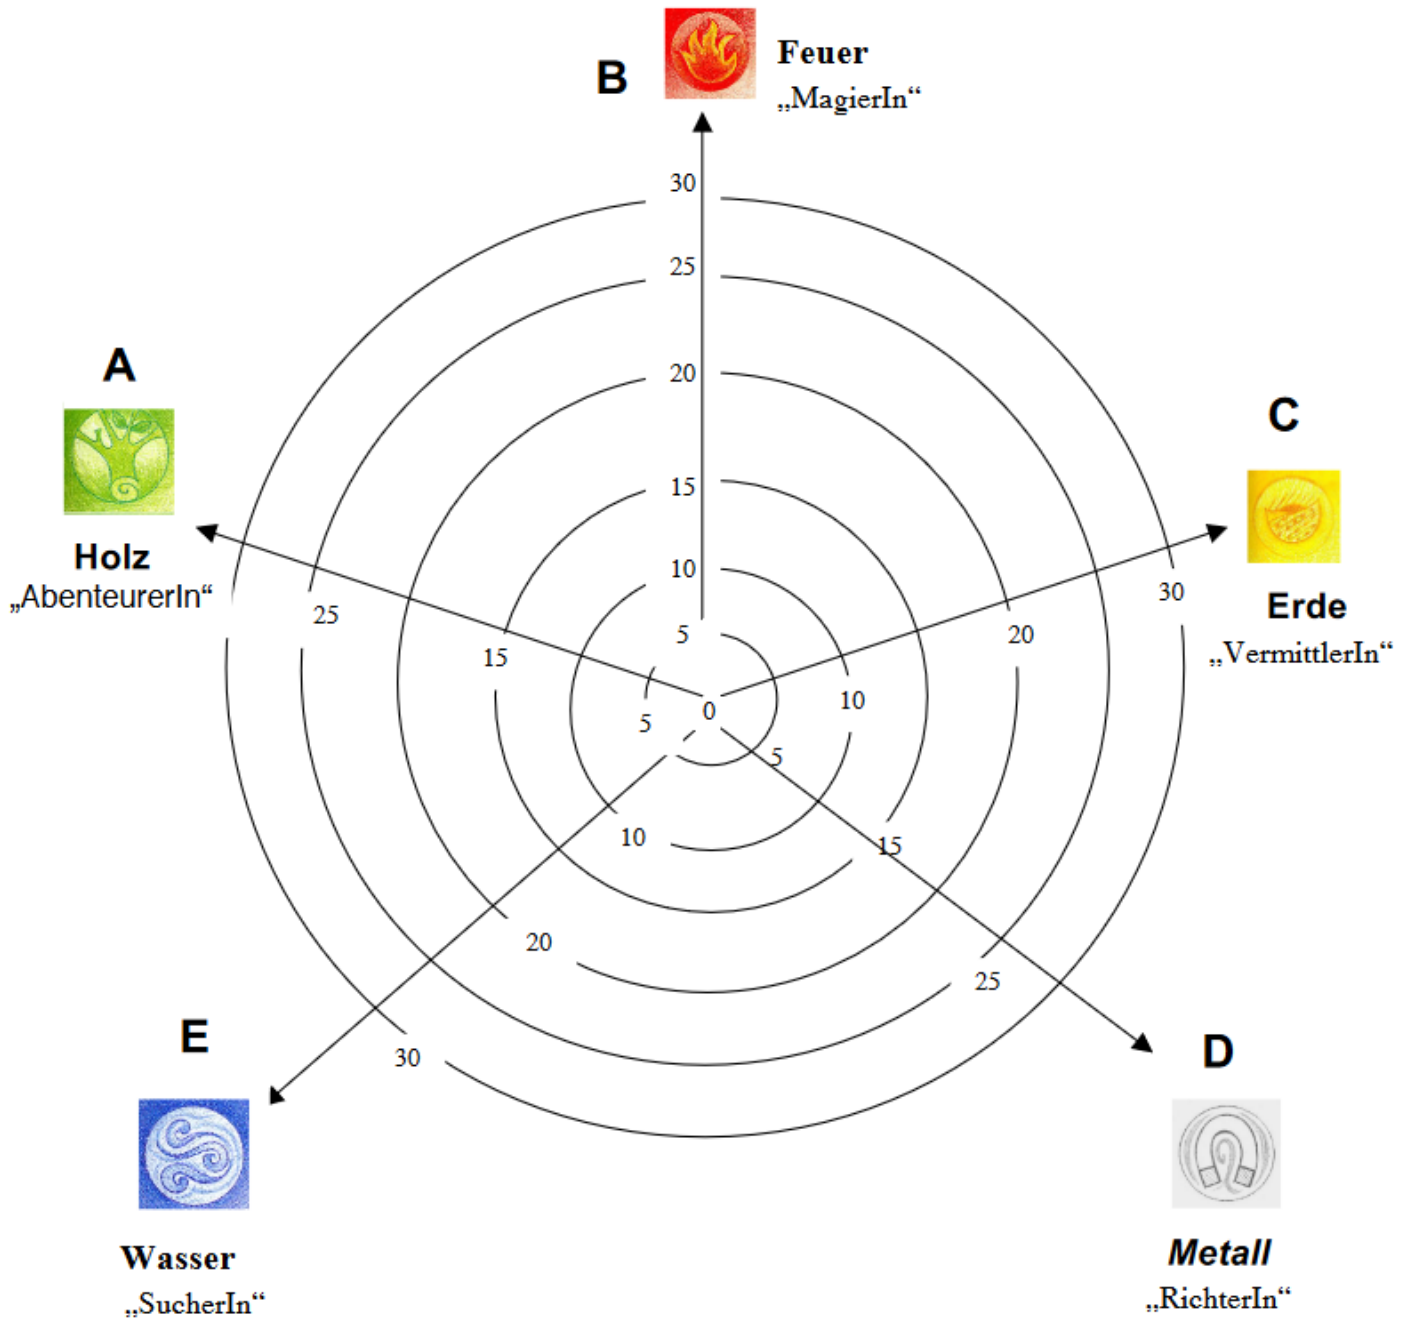 B
Feuer
„MagierIn“
30
25
20
15
10
5
A
Holz
„AbenteurerIn“
25
15
5
0
C
Erde
„VermittlerIn“
30
20
10
5
15
25
D
Metall
„RichterIn“
10
20
30
E
Wasser
„SucherIn“